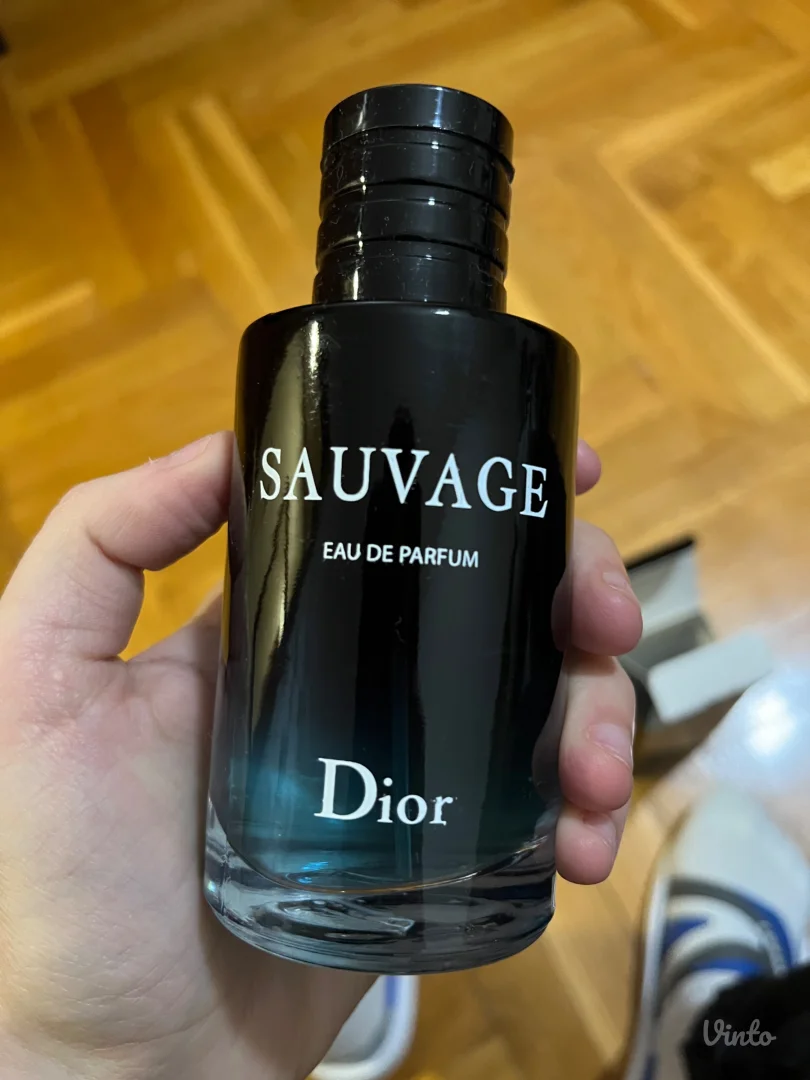 SAUVAGE
EAU DE PARFUM
Dior
Vinto